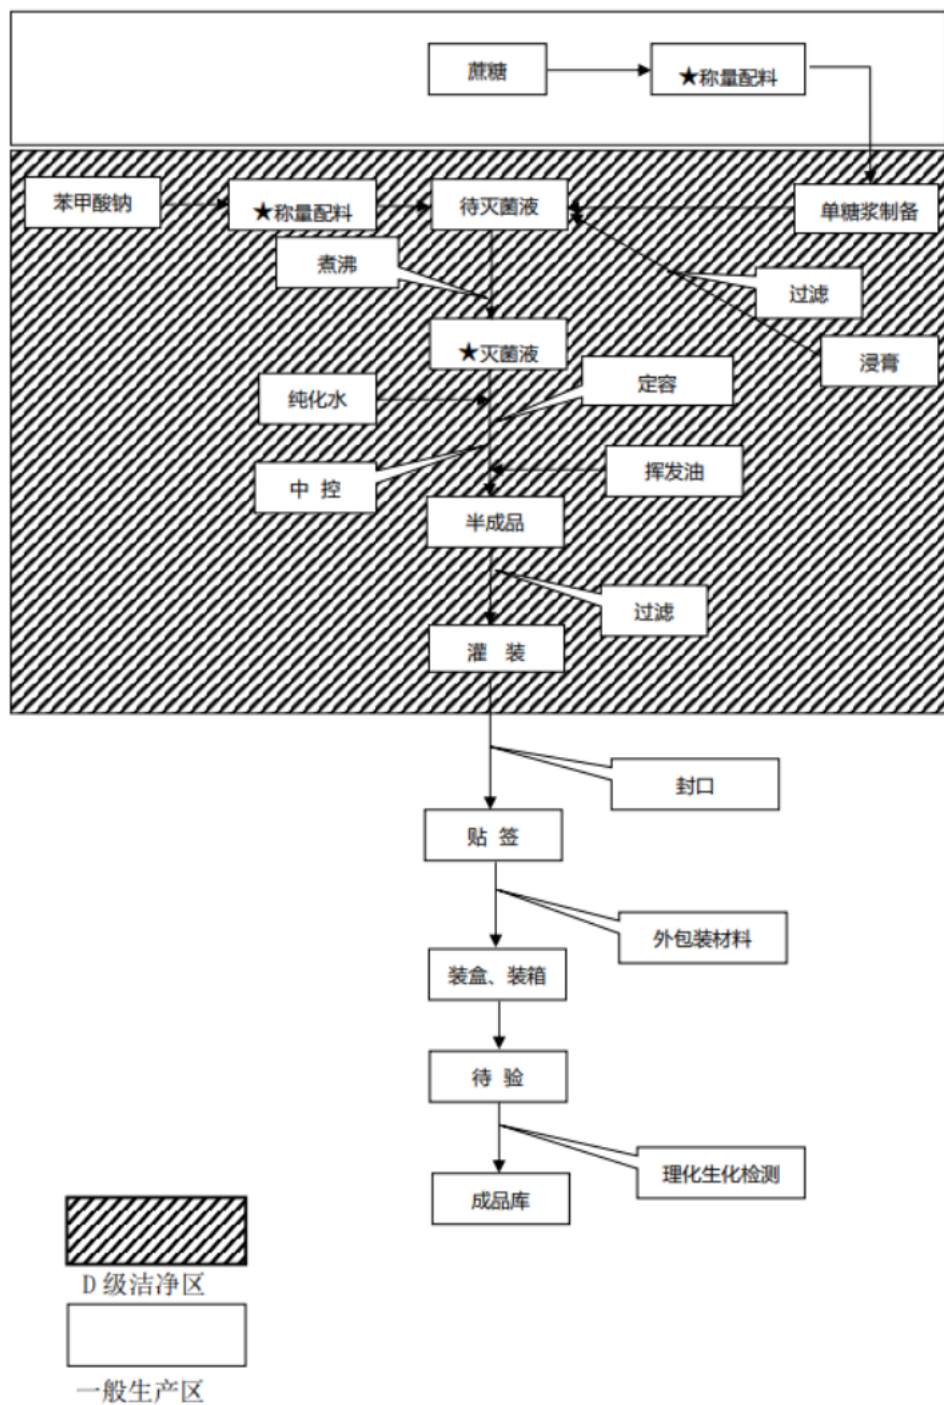 蔗糖
★称量配料
苯甲酸钠
★称量配料
待灭菌液
单糖浆制备
煮沸
过滤
★灭菌液
浸膏
纯化水
定容
中 控
挥发油
半成品
过滤
灌 装
封口
贴 签
外包装材料
装盒、装箱
待 验
理化生化检测
成品库
D 级洁净区
一般生产区